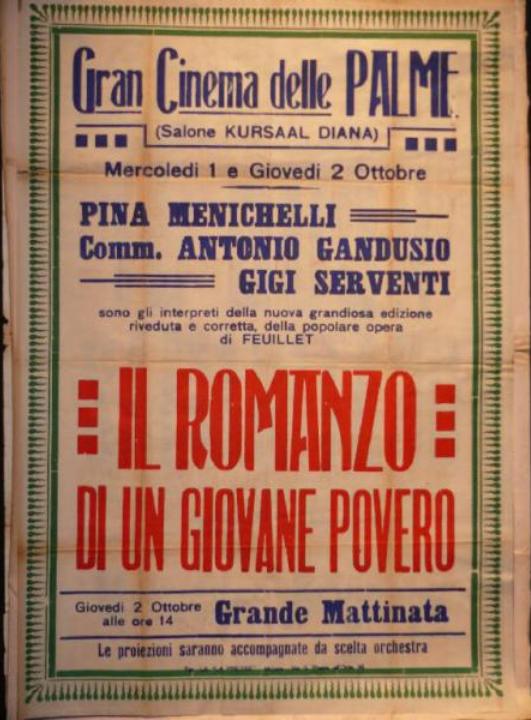 Gran Cinema delle PALME
(Salone KURSAAL DIANA)
Mercoledì 1 e Giovedì 2 Ottobre
PINA MENICHELLI
Comm. ANTONIO GANDUSIO
GIGI SERVENTI
sono gli interpreti della nuova grandiosa edizione
riveduta e corretta, della popolare opera
di FEUILLET
IL ROMANZO
DI UN GIOVANE POVERO
Giovedì 2 Ottobre
alle ore 14
Grande Mattinata
Le proiezioni saranno accompagnate da scelta orchestra